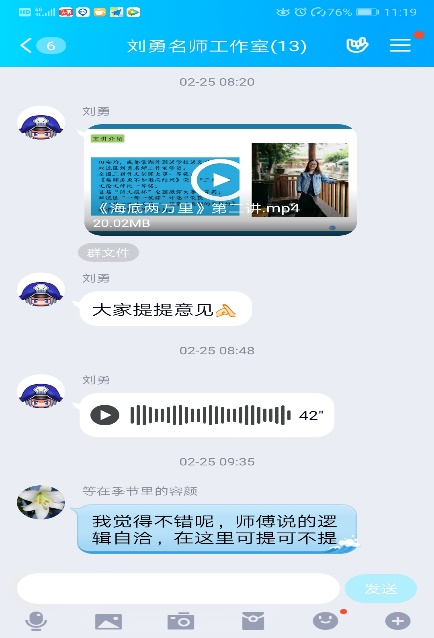 76% 11:19
6
刘勇名师工作室(13)
02-25 08:20
刘勇
主讲介绍
《海底两万里》第二讲.mp4
20.02MB
群文件
刘勇
大家提提意见
02-25 08:48
刘勇
42"
02-25 09:35
等在季节里的容颜
我觉得不错呢，师傅说的逻
辑自洽，在这里可提可不提
发送